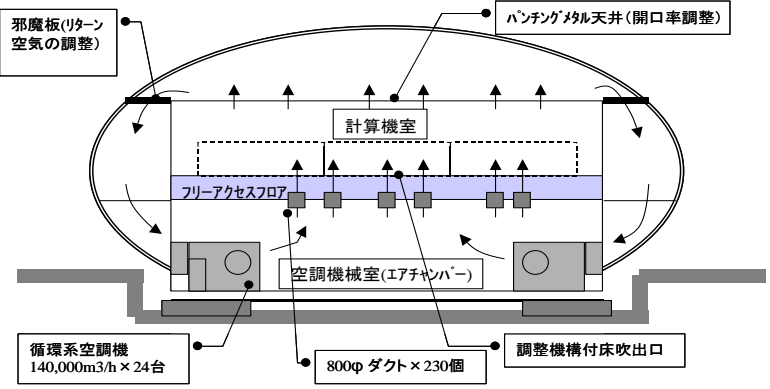 邪魔板(ﾘﾀｰﾝ
空気の調整)
ﾊﾟﾝﾁﾝｸﾞﾒﾀﾙ天井(開口率調整)
計算機室
ﾌﾘｰｱｸｾｽﾌﾛｱ
空調機械室(ｴｱﾁｬﾝﾊﾞｰ)
循環系空調機
140,000m3/h×24台
800φ ﾀﾞｸﾄ×230個
調整機構付床吹出口